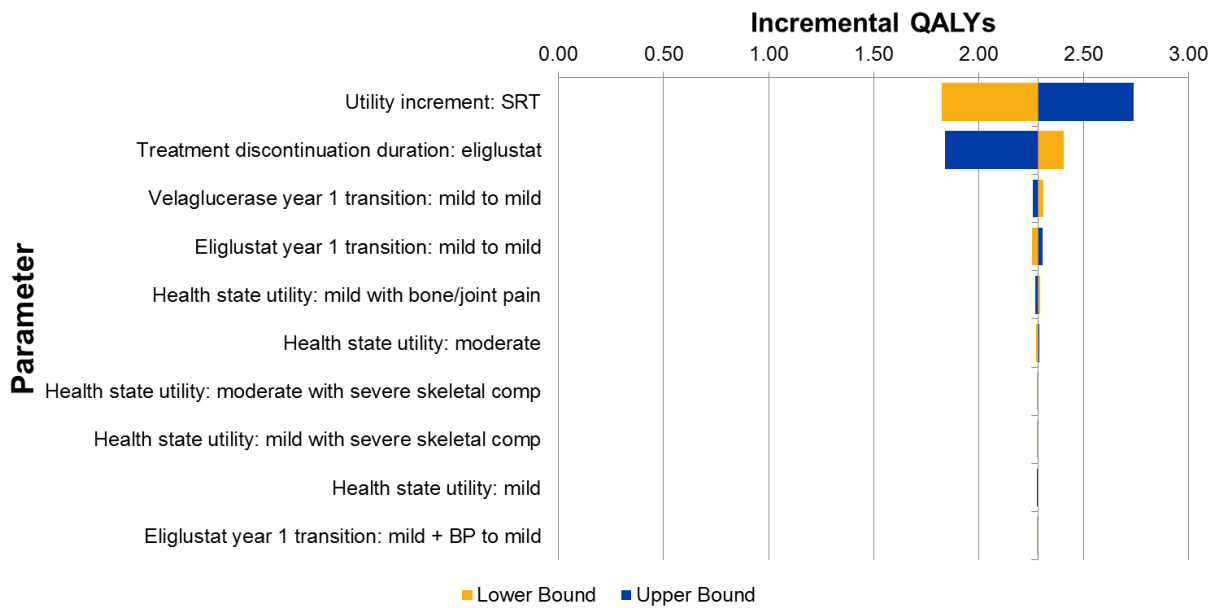 Incremental QALYs
0.00 0.50 1.00 1.50 2.00 2.50 3.00
Parameter
Utility increment: SRT
Treatment discontinuation duration: eliglustat
Velaglucerase year 1 transition: mild to mild
Eliglustat year 1 transition: mild to mild
Health state utility: mild with bone/joint pain
Health state utility: moderate
Health state utility: moderate with severe skeletal comp
Health state utility: mild with severe skeletal comp
Health state utility: mild
Eliglustat year 1 transition: mild + BP to mild
Lower Bound Upper Bound